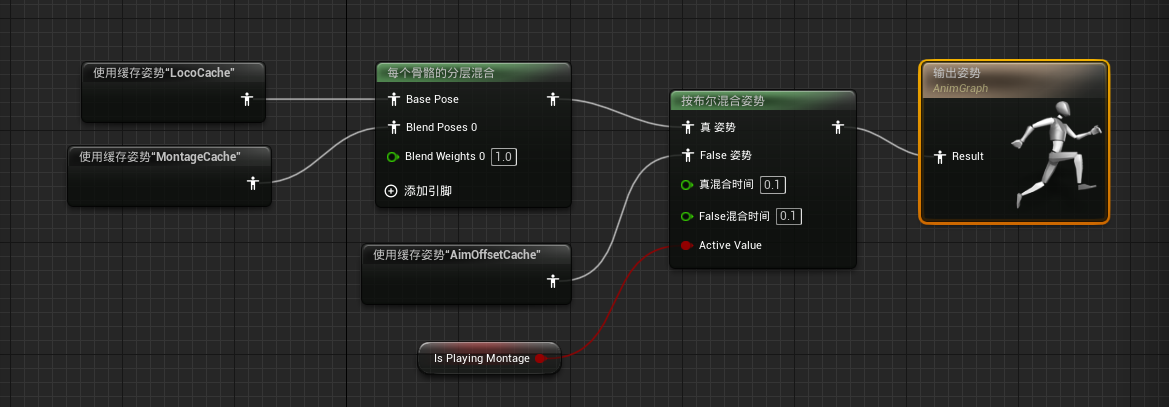 使用缓存姿势“LocoCache”
使用缓存姿势“MontageCache”
每个骨骼的分层混合
Base Pose
Blend Poses 0
Blend Weights 0 1.0
添加引脚
使用缓存姿势“AimOffsetCache”
Is Playing Montage
按布尔混合姿势
真 姿势
False 姿势
真混合时间 0.1
False混合时间 0.1
Active Value
输出姿势
AnimGraph
Result